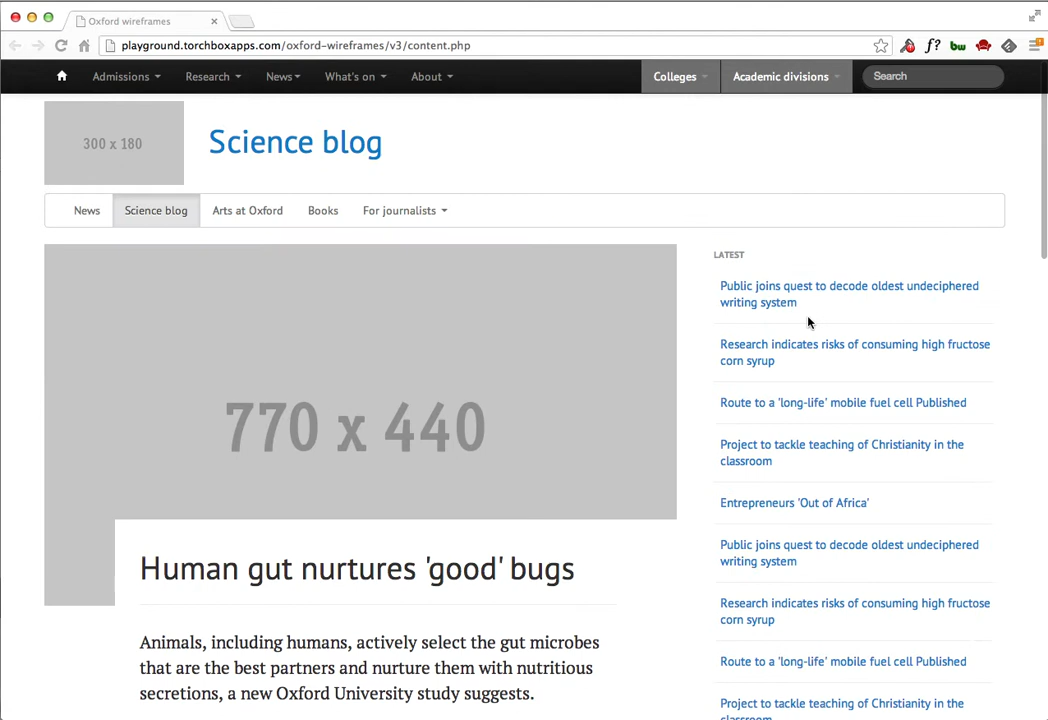 Oxford wireframes
playground.torchboxapps.com/oxford-wireframes/v3/content.php
f? bw
Admissions Research News What's on About Colleges Academic divisions Search
300 x 180
Science blog
News Science blog Arts at Oxford Books For journalists
770 x 440
LATEST
Public joins quest to decode oldest undeciphered
writing system
Research indicates risks of consuming high fructose
corn syrup
Route to a 'long-life' mobile fuel cell Published
Project to tackle teaching of Christianity in the
classroom
Entrepreneurs 'Out of Africa'
Public joins quest to decode oldest undeciphered
writing system
Research indicates risks of consuming high fructose
corn syrup
Route to a 'long-life' mobile fuel cell Published
Project to tackle teaching of Christianity in the
classroom
Human gut nurtures 'good' bugs
Animals, including humans, actively select the gut microbes
that are the best partners and nurture them with nutritious
secretions, a new Oxford University study suggests.